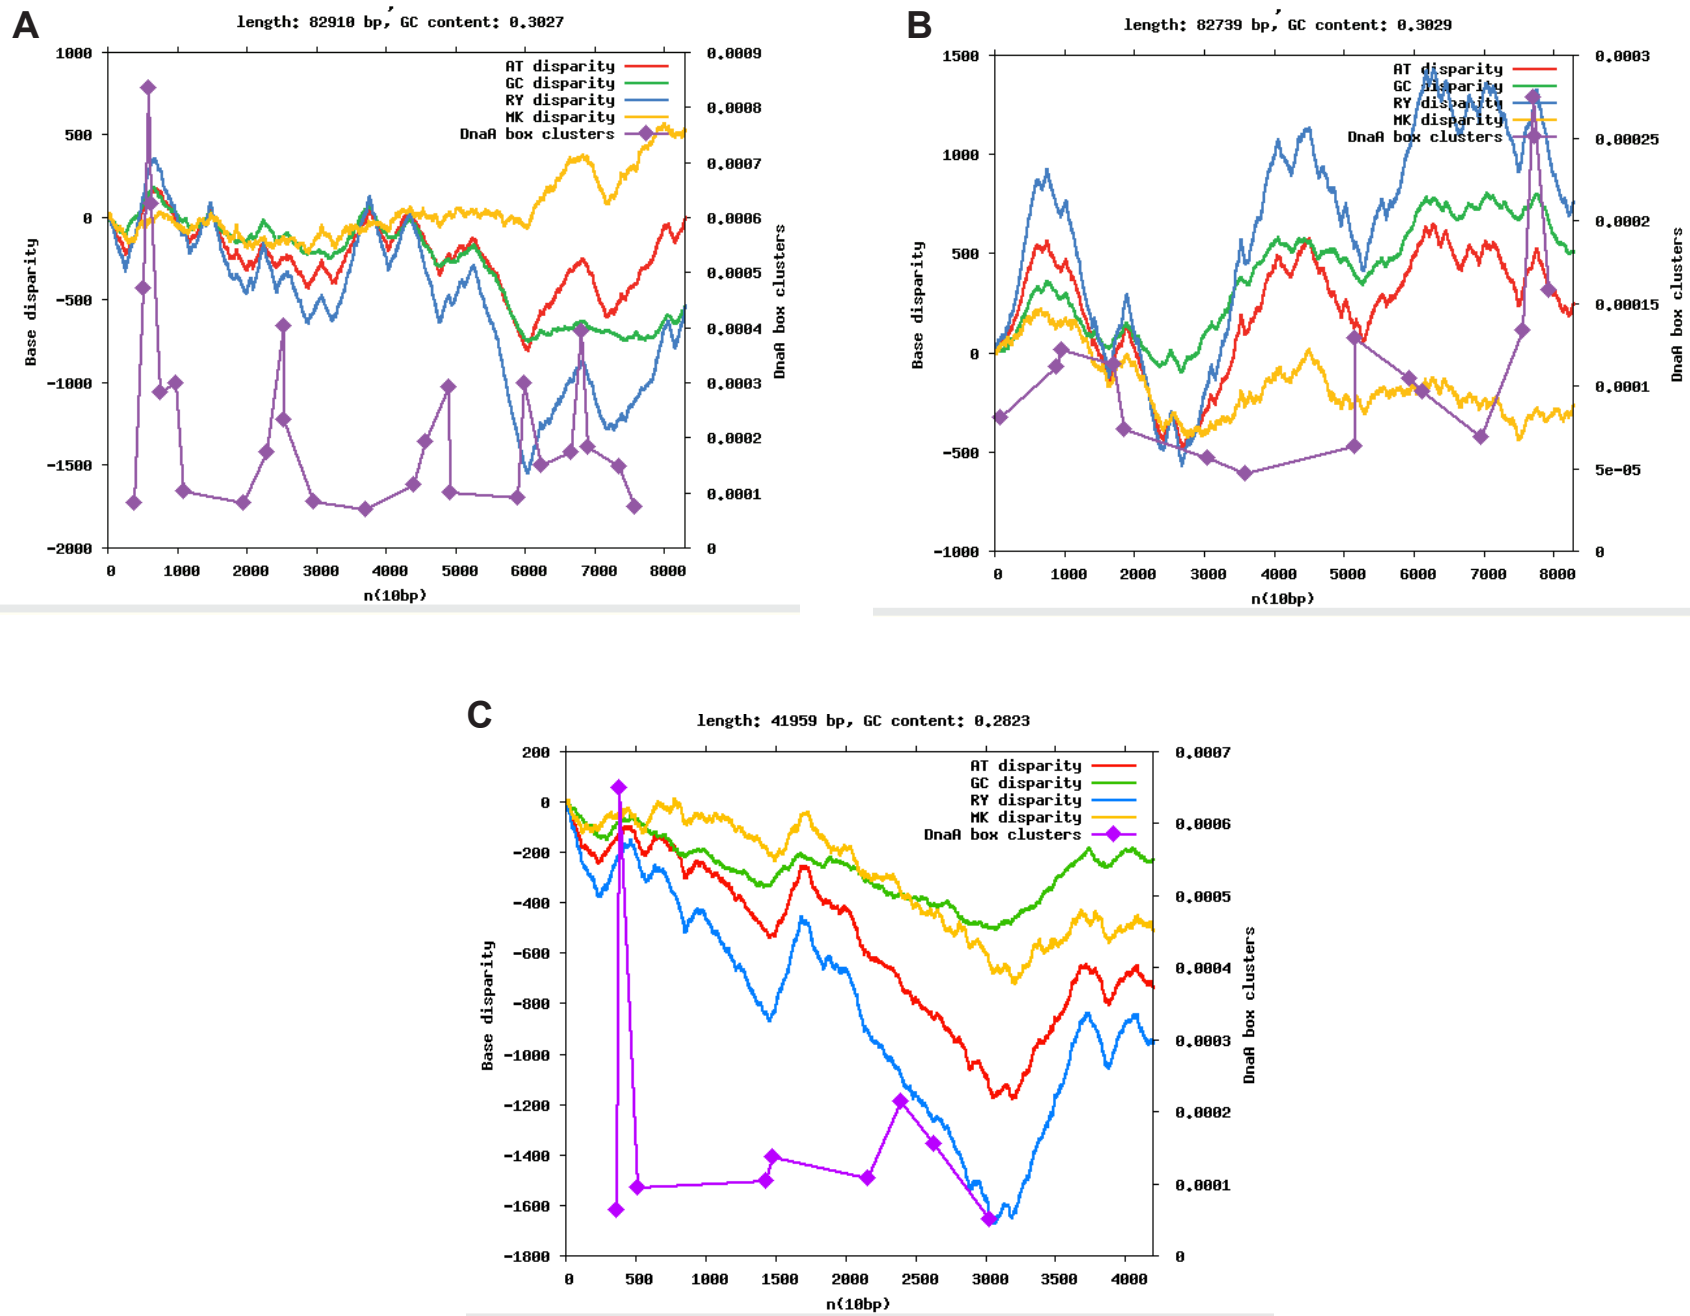 A
,
length: 82910 bp, GC content: 0.3027
1000
500
0
-500
-1000
-1500
-2000
Base disparity
AT disparity
GC disparity
RY disparity
MK disparity
DnaA box clusters
0.0009
0.0008
0.0007
0.0006
0.0005
0.0004
0.0003
0.0002
0.0001
0
DnaA box clusters
0 1000 2000 3000 4000 5000 6000 7000 8000
n(10bp)
B
,
length: 82739 bp, GC content: 0.3029
1500
1000
500
0
-500
-1000
Base disparity
AT disparity
GC disparity
RY disparity
MK disparity
DnaA box clusters
0.0003
0.00025
0.0002
0.00015
0.0001
5e-05
0
DnaA box clusters
0 1000 2000 3000 4000 5000 6000 7000 8000
n(10bp)
C
length: 41959 bp, GC content: 0.2823
200
0
-200
-400
-600
-800
-1000
-1200
-1400
-1600
-1800
Base disparity
AT disparity
GC disparity
RY disparity
MK disparity
DnaA box clusters
0.0007
0.0006
0.0005
0.0004
0.0003
0.0002
0.0001
0
DnaA box clusters
0 500 1000 1500 2000 2500 3000 3500 4000
n(10bp)